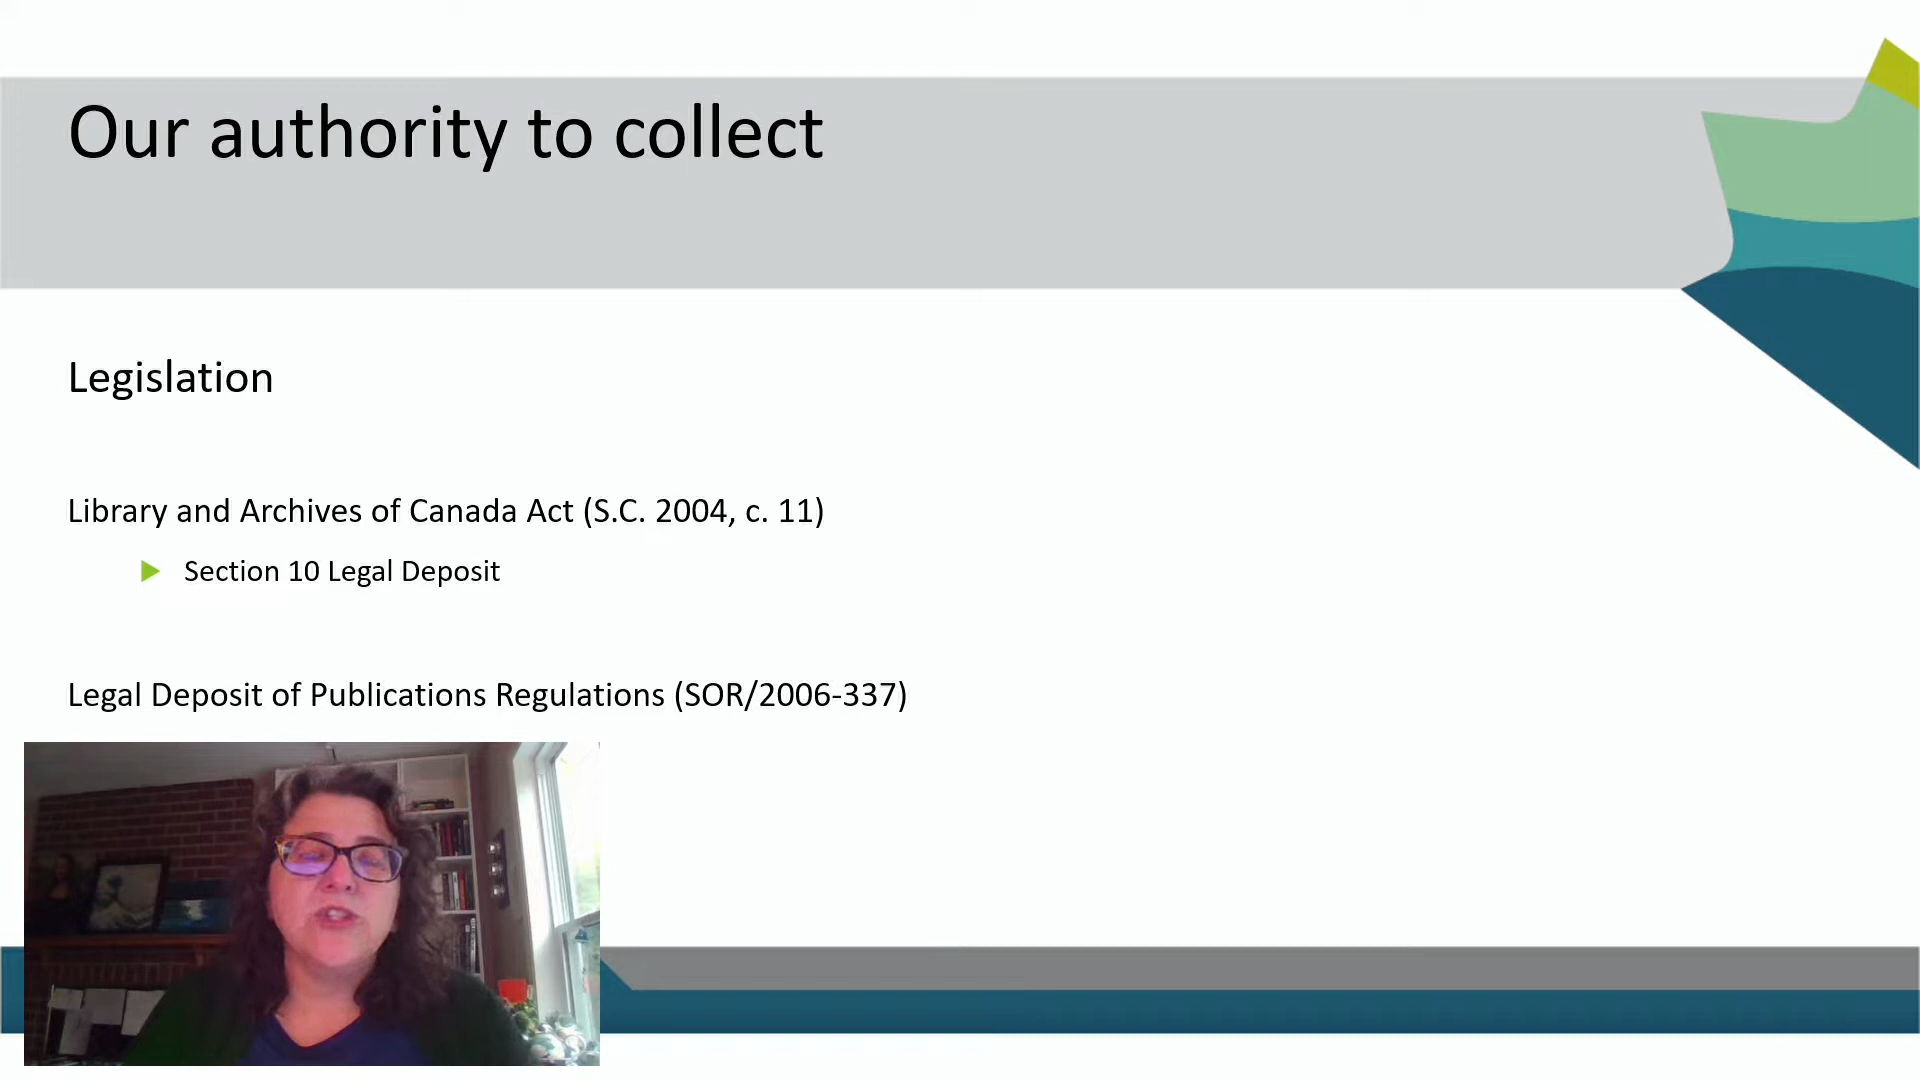 Our authority to collect
Legislation
Library and Archives of Canada Act (S.C. 2004, c. 11)
Section 10 Legal Deposit
Legal Deposit of Publications Regulations (SOR/2006-337)